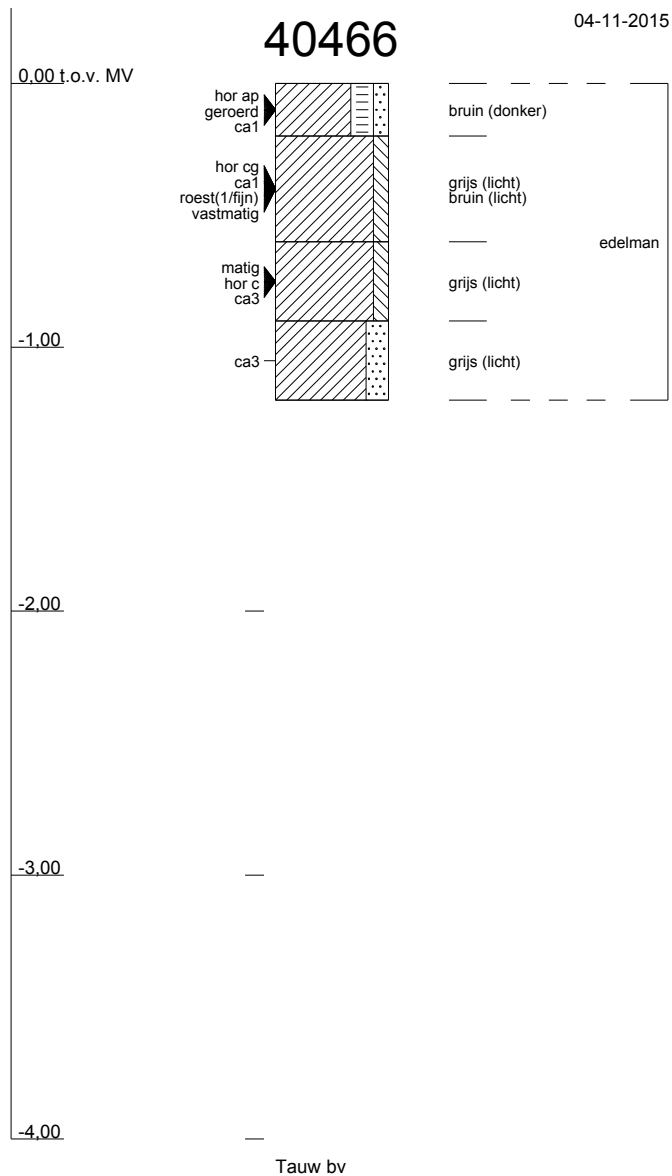 40466
04-11-2015
0,00 t.o.v. MV
hor ap
geroerd
ca1
bruin (donker)
hor cg
ca1
roest(1/fijn)
vastmatig
grijs (licht)
bruin (licht)
edelman
matig
hor c
ca3
grijs (licht)
-1,00
ca3
grijs (licht)
-2,00
-3,00
-4,00
Tauw bv